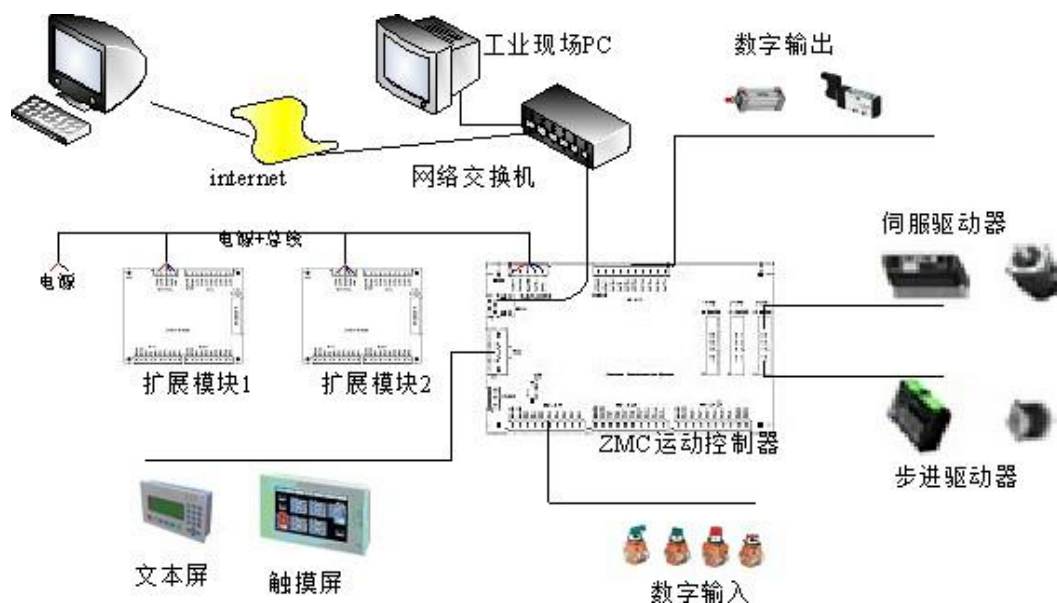 工业现场PC
数字输出
internet
网络交换机
伺服驱动器
电源+总线
电源
扩展模块1
扩展模块2
ZMC运动控制器
步进驱动器
文本屏
触摸屏
数字输入